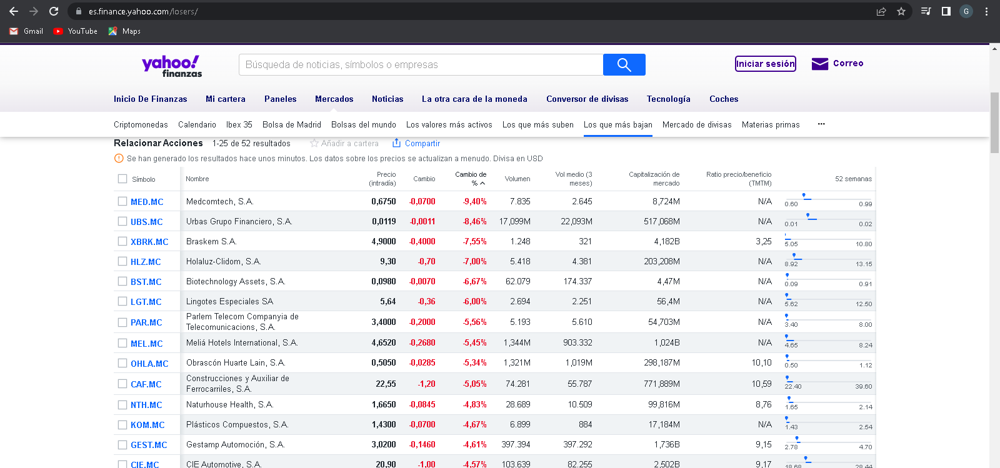 es.finance.yahoo.com/losers/
G
Gmail YouTube Maps
yahoo! finanzas
Búsqueda de noticias, símbolos o empresas
Iniciar sesión Correo
Inicio De Finanzas Mi cartera Paneles Mercados Noticias La otra cara de la moneda Conversor de divisas Tecnología Coches
Criptomonedas Calendario Ibex 35 Bolsa de Madrid Bolsas del mundo Los valores más activos Los que más suben Los que más bajan Mercado de divisas Materias primas ...
Relacionar Acciones 1-25 de 52 resultados Añadir a cartera Compartir
Se han generado los resultados hace unos minutos. Los datos sobre los precios se actualizan a menudo. Divisa en USD
Símbolo Nombre Precio (intradía) Cambio Cambio de % Volumen Vol medio (3 meses) Capitalización de mercado Ratio precio/beneficio (TMTM) 52 semanas
MED.MC Medcomtech, S.A. 0,6750 -0,0700 -9,40% 7.835 2.645 8,724M N/A 0.60 0.99
UBS.MC Urbas Grupo Financiero, S.A. 0,0119 -0,0011 -8,46% 17,099M 22,093M 517,068M N/A 0.01 0.02
XBRK.MC Braskem S.A. 4,9000 -0,4000 -7,55% 1.248 321 4,182B 3,25 5.05 10.80
HLZ.MC Holaluz-Clidom, S.A. 9,30 -0,70 -7,00% 5.418 4.381 203,208M N/A 8.92 13.15
BST.MC Biotechnology Assets, S.A. 0,0980 -0,0070 -6,67% 62.079 174.337 4,47M N/A 0.09 0.91
LGT.MC Lingotes Especiales SA 5,64 -0,36 -6,00% 2.694 2.251 56,4M N/A 5.62 12.50
PAR.MC Parlem Telecom Companyia de Telecomunicacions, S.A. 3,4000 -0,2000 -5,56% 5.193 5.610 54,703M N/A 3.40 8.00
MEL.MC Meliá Hotels International, S.A. 4,6520 -0,2680 -5,45% 1,344M 903.332 1,024B N/A 4.65 8.24
OHLA.MC Obrascón Huarte Lain, S.A. 0,5050 -0,0285 -5,34% 1,321M 1,019M 298,187M 10,10 0.50 1.12
CAF.MC Construcciones y Auxiliar de Ferrocarriles, S.A. 22,55 -1,20 -5,05% 74.281 55.787 771,889M 10,59 22.40 39.60
NTH.MC Naturhouse Health, S.A. 1,6650 -0,0845 -4,83% 28.689 10.509 99,816M 8,76 1.65 2.14
KOM.MC Plásticos Compuestos, S.A. 1,4300 -0,0700 -4,67% 6.899 884 17,184M N/A 1.43 2.54
GEST.MC Gestamp Automoción, S.A. 3,0200 -0,1460 -4,61% 397.394 397.292 1,736B 9,15 2.78 4.70
CIE.MC CIE Automotive, S.A. 20,90 -1,00 -4,57% 103.639 82.255 2,502B 9,17 18.68 28.44